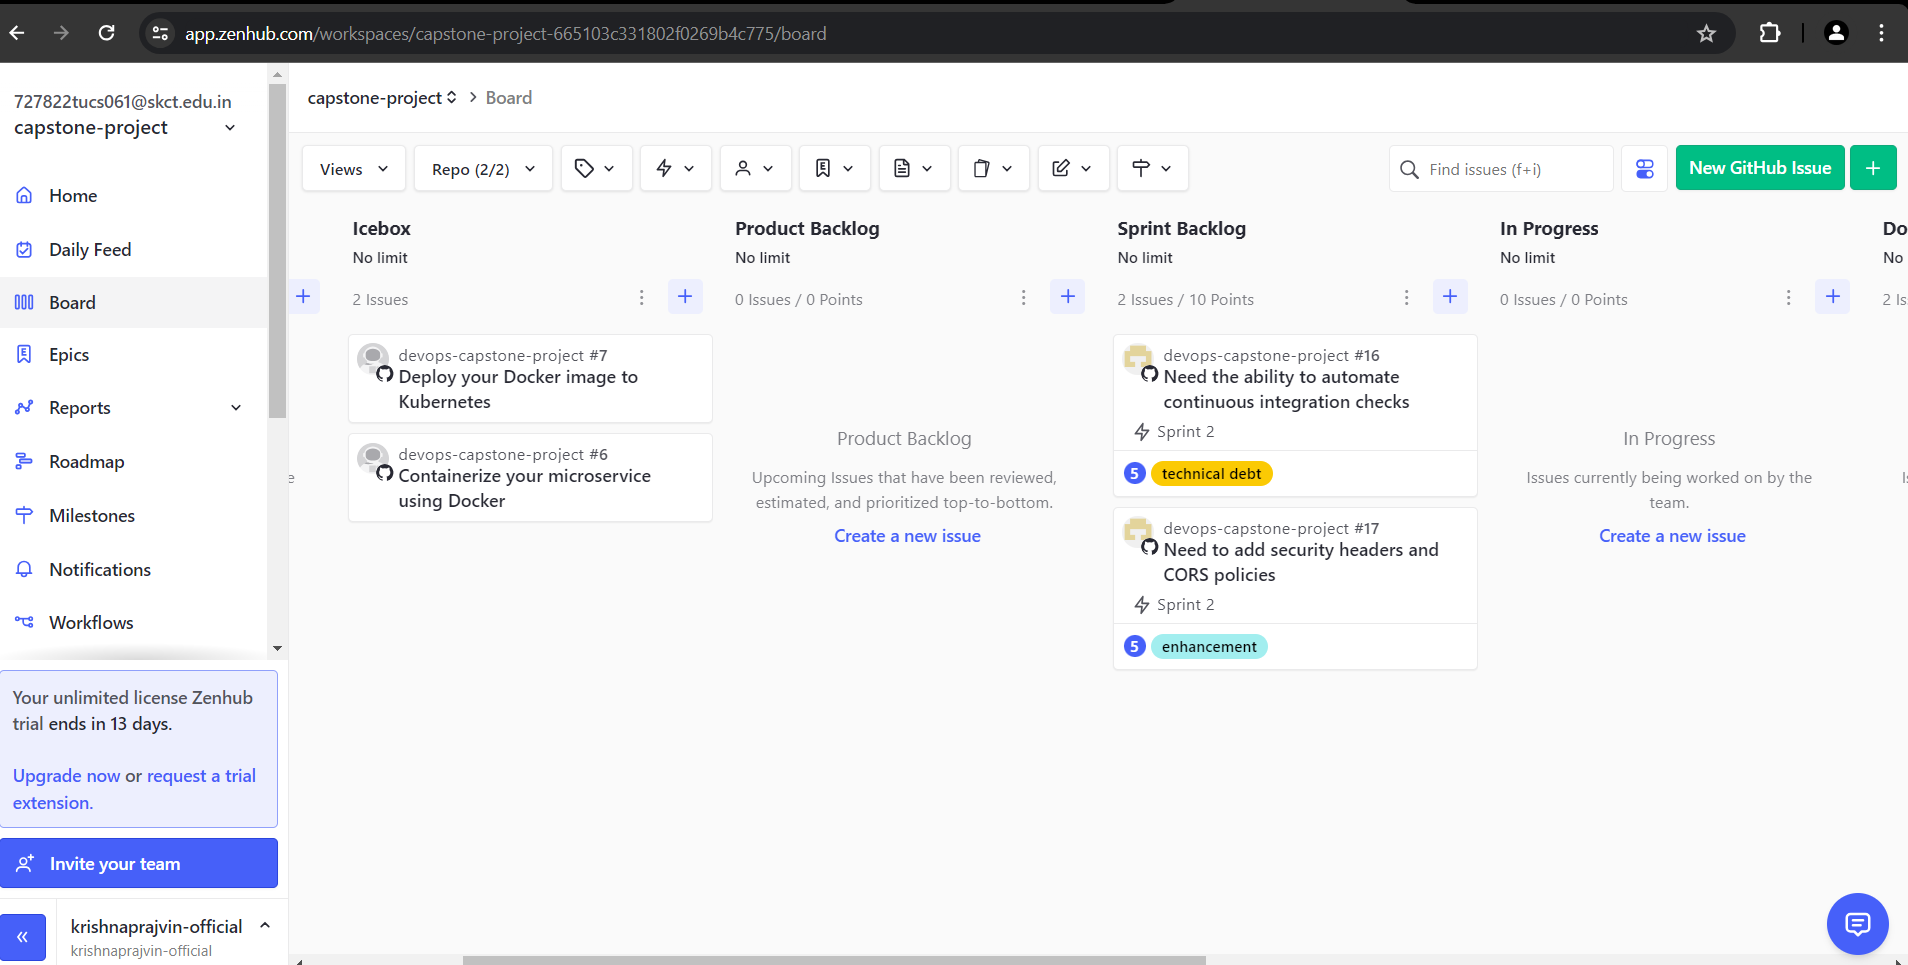 app.zenhub.com/workspaces/capstone-project-665103c331802f0269b4c775/board
727822tucs061@skct.edu.in
capstone-project
Home
Daily Feed
Board
Epics
Reports
Roadmap
Milestones
Notifications
Workflows
Your unlimited license Zenhub
trial ends in 13 days.
Upgrade now or request a trial
extension.
Invite your team
krishnaprajvin-official
krishnaprajvin-official
capstone-project > Board
Views
Repo (2/2)
Find issues (f+i)
New GitHub Issue
+
Icebox
No limit
2 Issues
devops-capstone-project #7
Deploy your Docker image to
Kubernetes
devops-capstone-project #6
Containerize your microservice
using Docker
Product Backlog
No limit
0 Issues / 0 Points
Product Backlog
Upcoming Issues that have been reviewed,
estimated, and prioritized top-to-bottom.
Create a new issue
Sprint Backlog
No limit
2 Issues / 10 Points
devops-capstone-project #16
Need the ability to automate
continuous integration checks
Sprint 2
5 technical debt
devops-capstone-project #17
Need to add security headers and
CORS policies
Sprint 2
5 enhancement
In Progress
No limit
0 Issues / 0 Points
In Progress
Issues currently being worked on by the
team.
Create a new issue
Do
No
2 Is